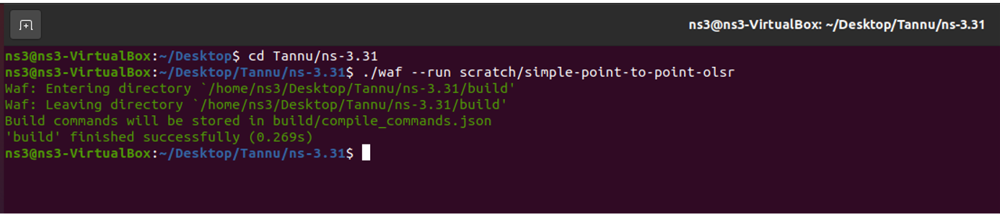 ns3@ns3-VirtualBox: ~/Desktop/Tannu/ns-3.31
ns3@ns3-VirtualBox:~/Desktop$ cd Tannu/ns-3.31
ns3@ns3-VirtualBox:~/Desktop/Tannu/ns-3.31$ ./waf --run scratch/simple-point-to-point-olsr
Waf: Entering directory `/home/ns3/Desktop/Tannu/ns-3.31/build'
Waf: Leaving directory `/home/ns3/Desktop/Tannu/ns-3.31/build'
Build commands will be stored in build/compile_commands.json
'build' finished successfully (0.269s)
ns3@ns3-VirtualBox:~/Desktop/Tannu/ns-3.31$